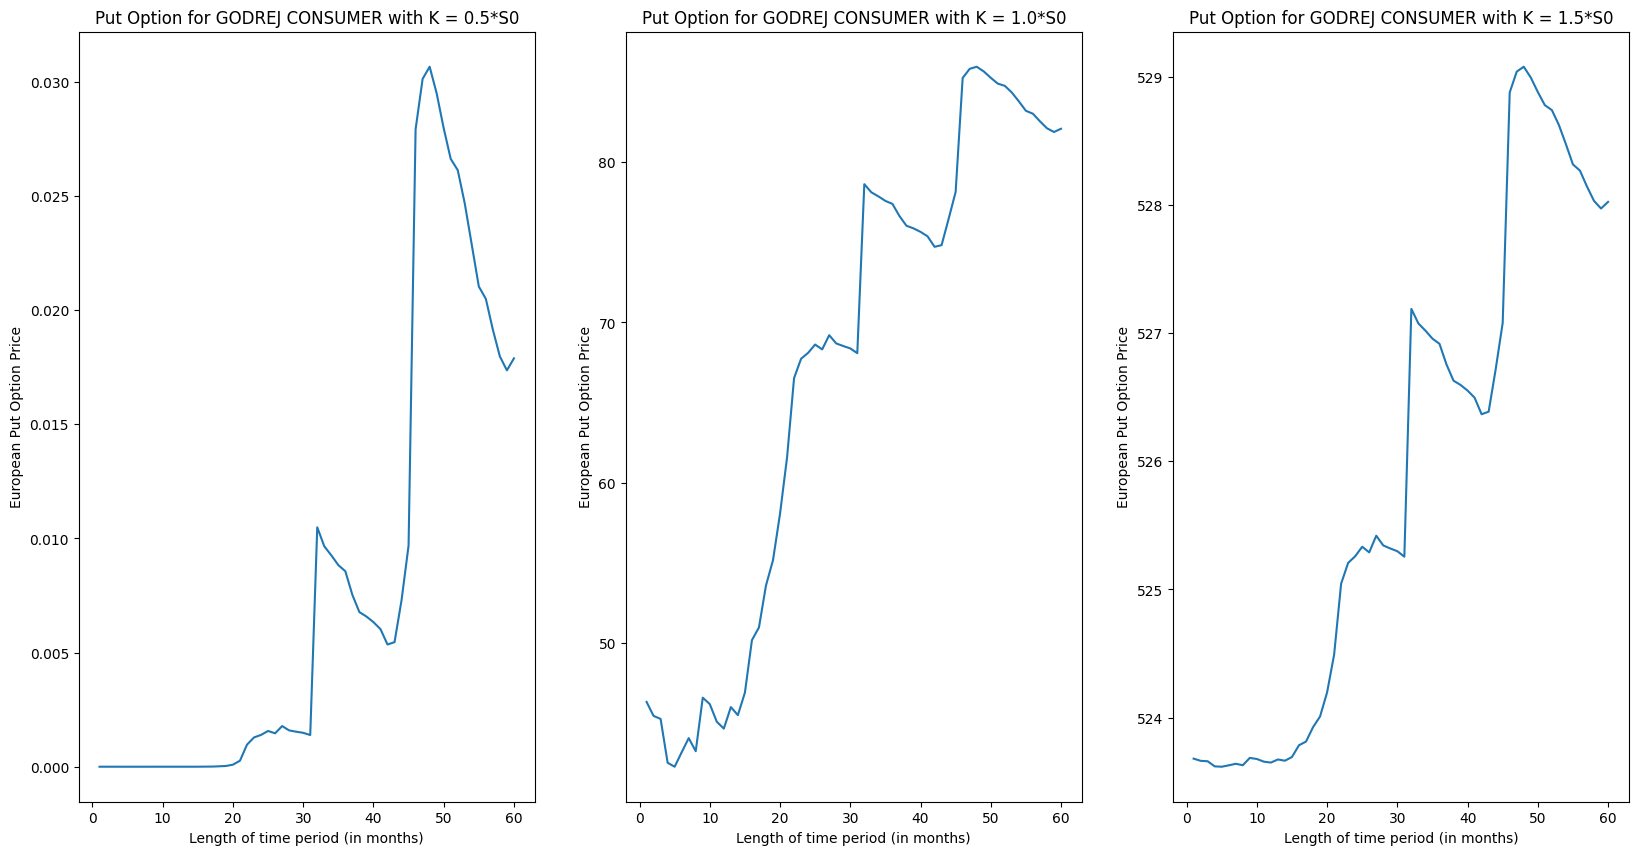 Put Option for GODREJ CONSUMER with K = 0.5*S0
European Put Option Price
0.030
0.025
0.020
0.015
0.010
0.005
0.000
0 10 20 30 40 50 60
Length of time period (in months)
Put Option for GODREJ CONSUMER with K = 1.0*S0
European Put Option Price
80
70
60
50
0 10 20 30 40 50 60
Length of time period (in months)
Put Option for GODREJ CONSUMER with K = 1.5*S0
European Put Option Price
529
528
527
526
525
524
0 10 20 30 40 50 60
Length of time period (in months)